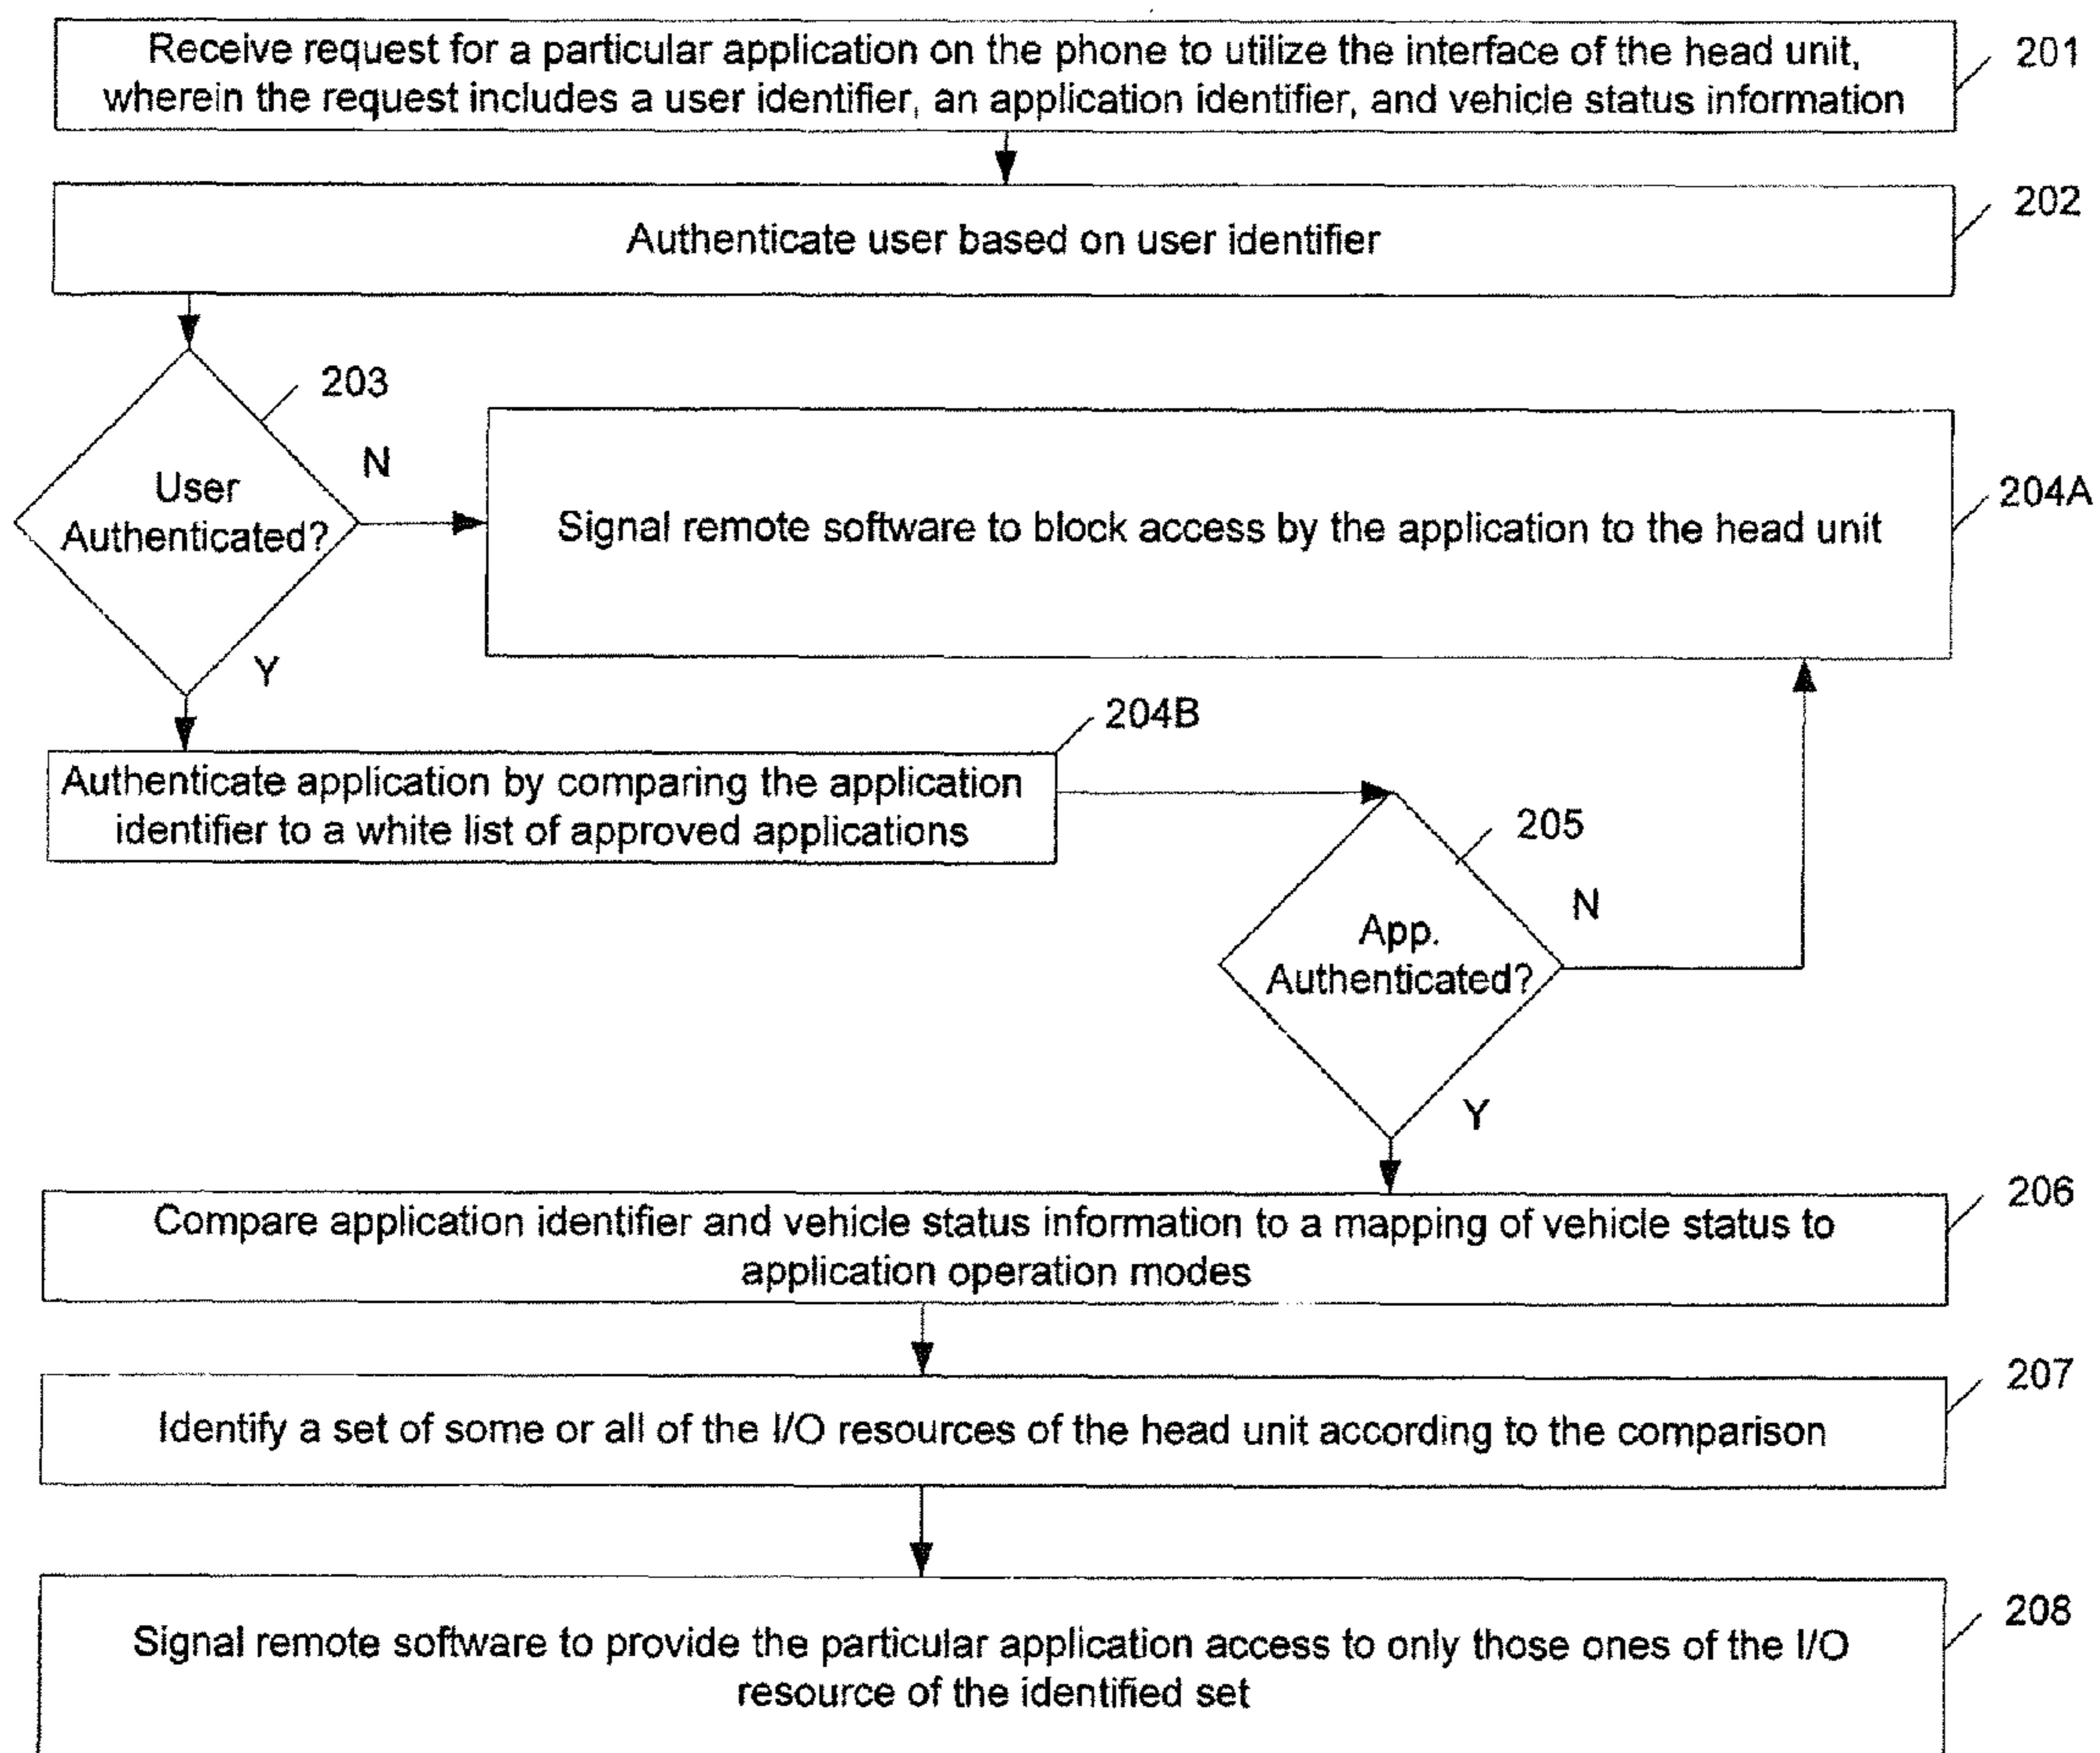 Receive request for a particular application on the phone to utilize the interface of the head unit,
wherein the request includes a user identifier, an application identifier, and vehicle status information
201
Authenticate user based on user identifier
202
203
User
Authenticated?
N
Y
Signal remote software to block access by the application to the head unit
204A
204B
Authenticate application by comparing the application
identifier to a white list of approved applications
205
App.
Authenticated?
N
Y
Compare application identifier and vehicle status information to a mapping of vehicle status to
application operation modes
206
Identify a set of some or all of the I/O resources of the head unit according to the comparison
207
Signal remote software to provide the particular application access to only those ones of the I/O
resource of the identified set
208